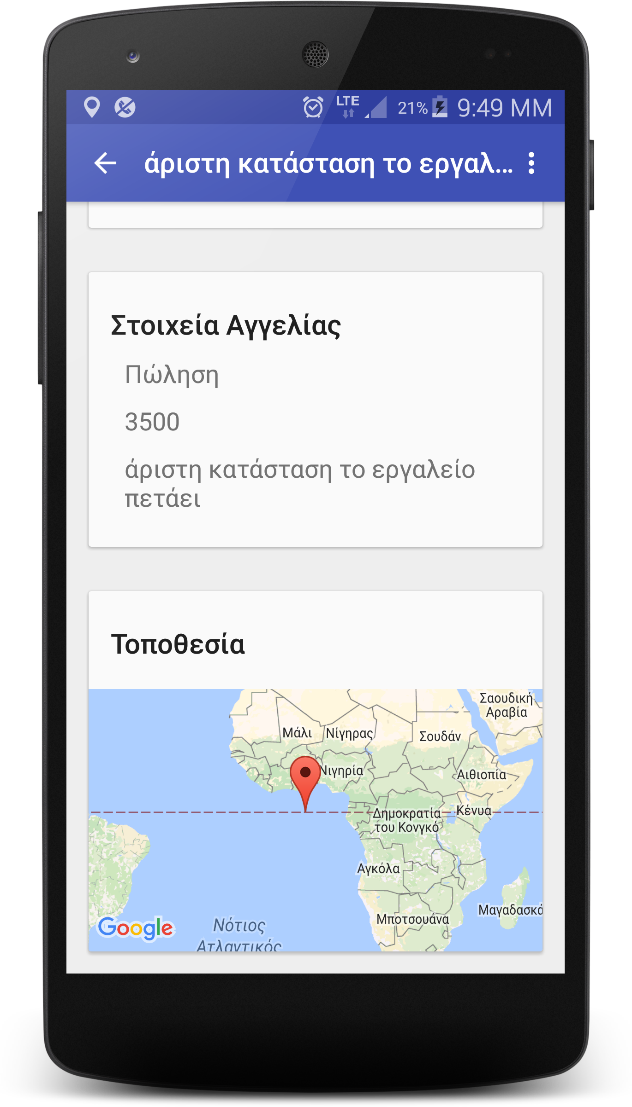 LTE 21% 9:49 MM
άριστη κατάσταση το εργαλ...
Στοιχεία Αγγελίας
Πώληση
3500
άριστη κατάσταση το εργαλείο
πετάει
Τοποθεσία
Σαουδική
Αραβία
Μάλι Νίγηρας Σουδάν
Νιγηρία Αιθιοπία
Δημοκρατία
του Κονγκό
Κένυα
Αγκόλα
Μποτσουάνα
Μαγαδασκά
Google
Νότιος
Ατλαντικός